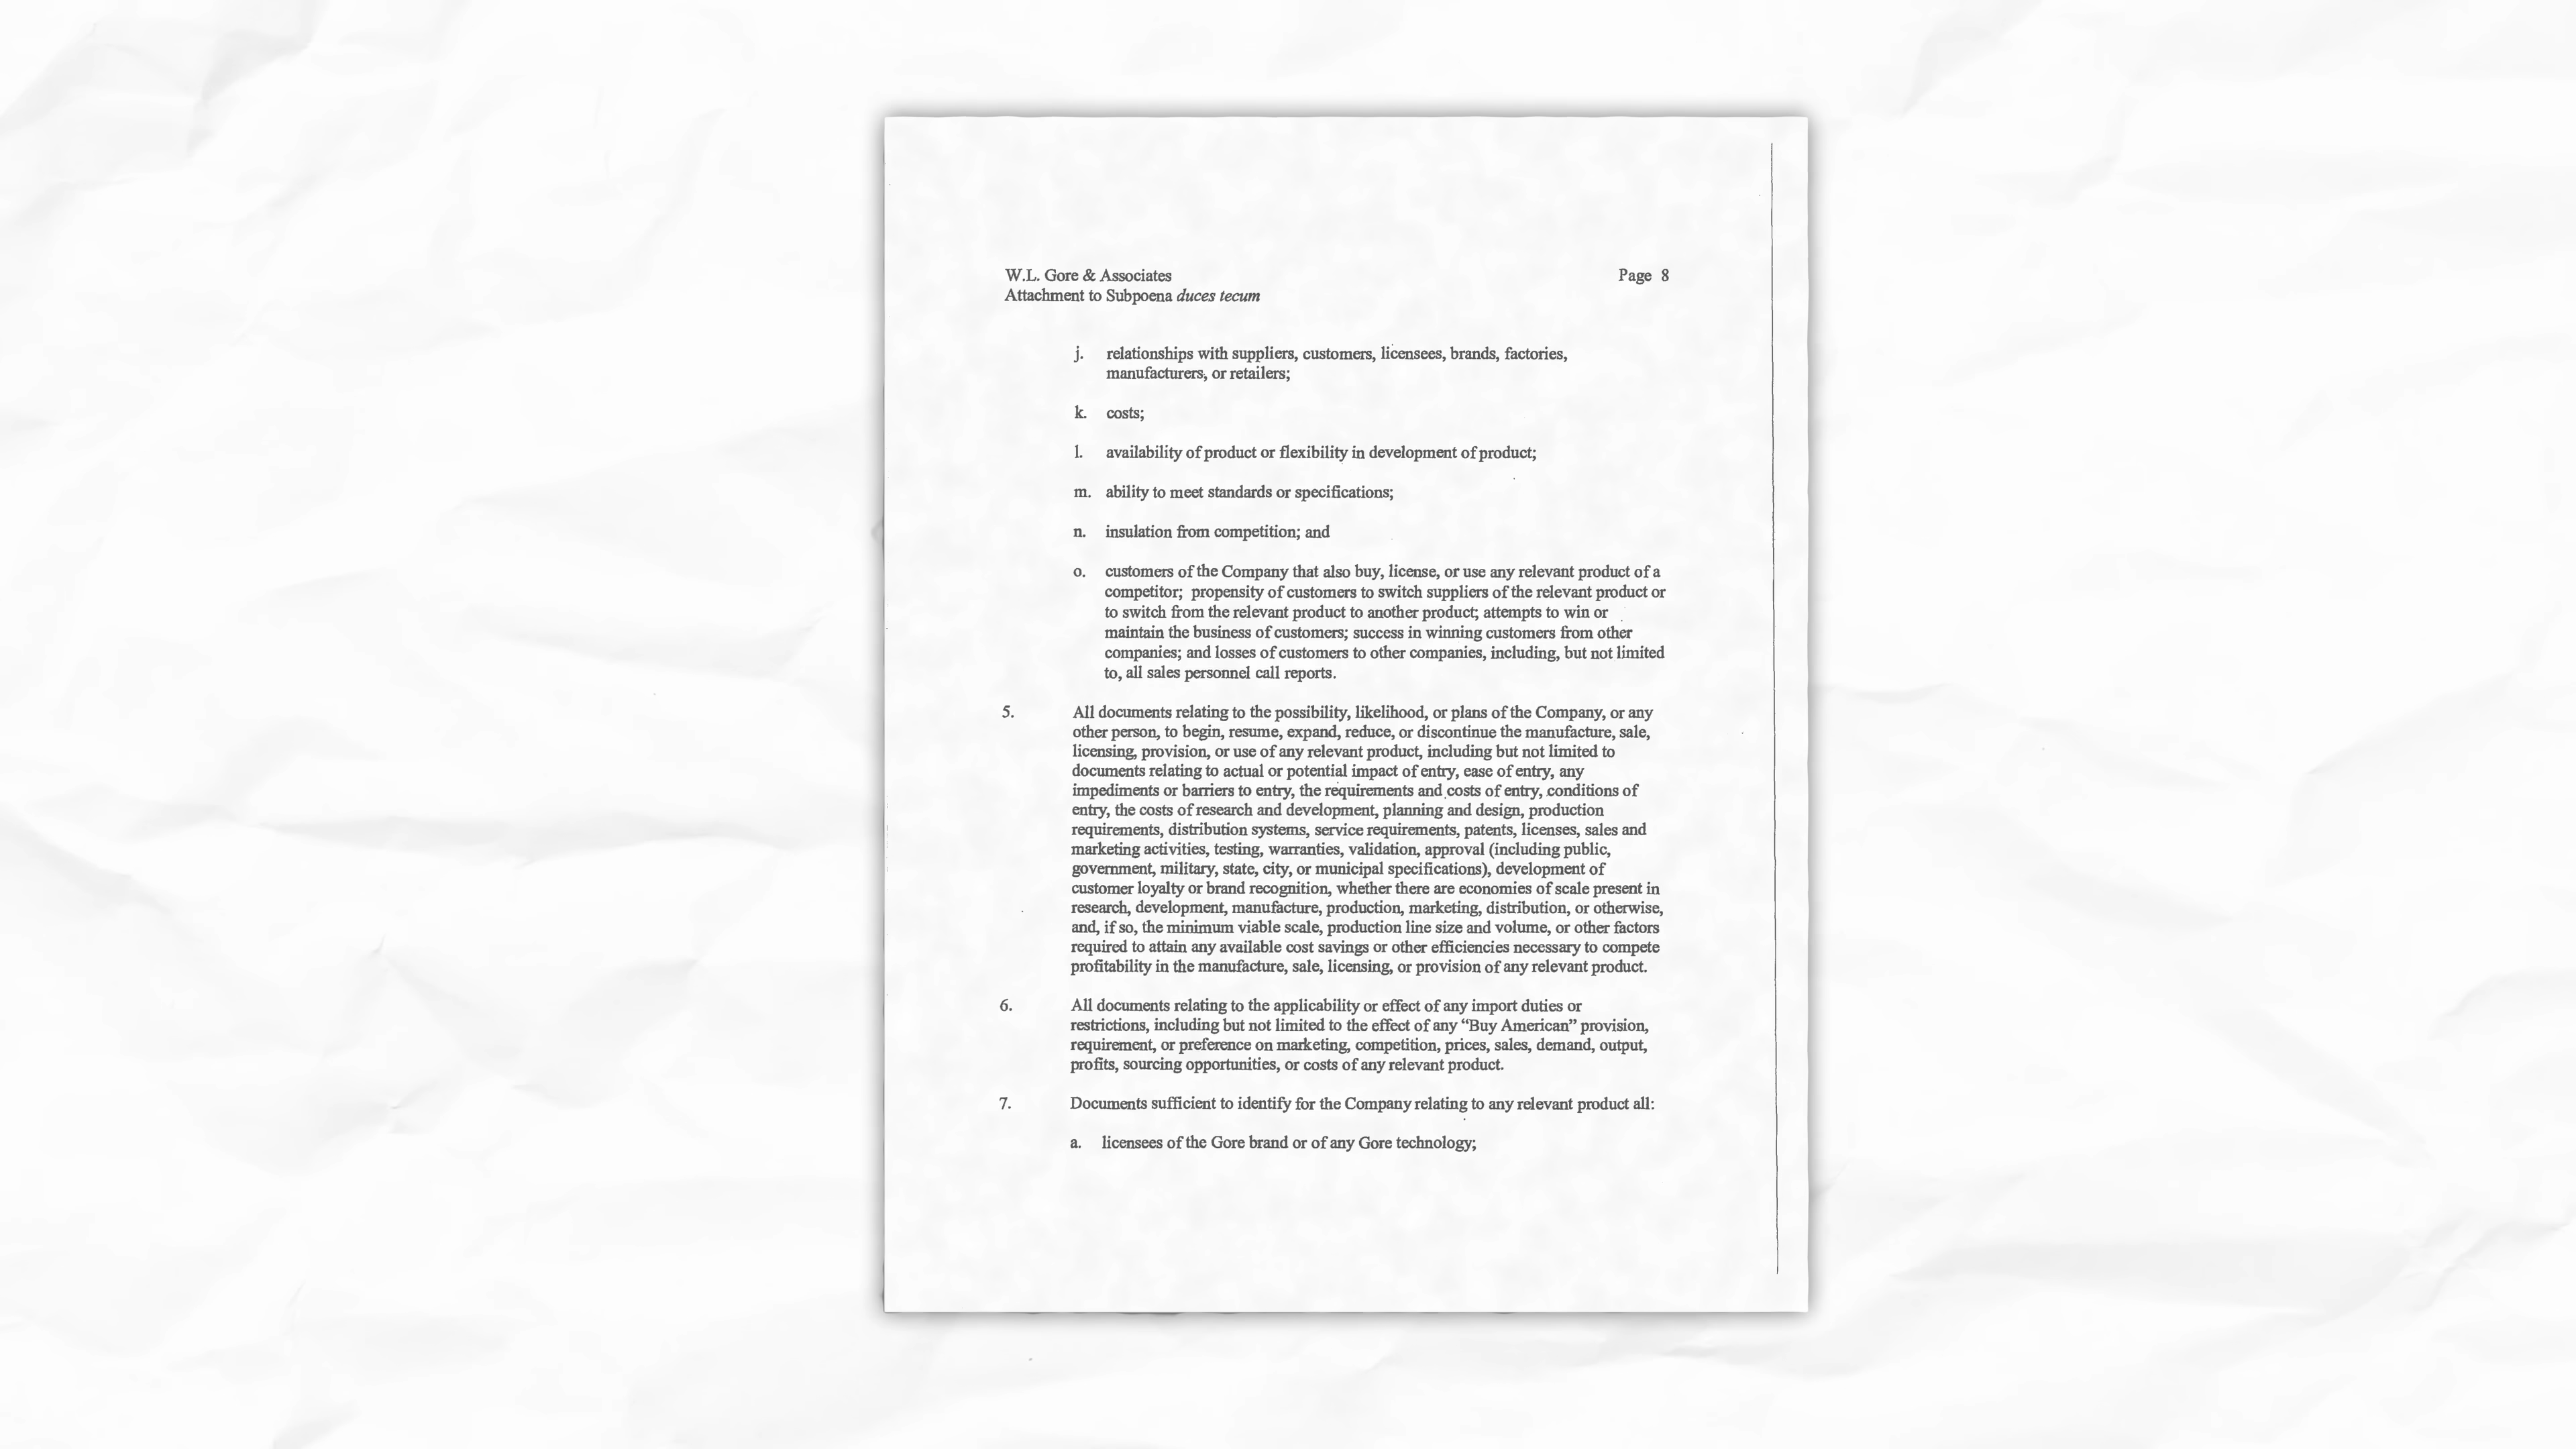 W.L. Gore & Associates Page 8
Attachment to Subpoena duces tecum
j. relationships with suppliers, customers, licensees, brands, factories,
manufacturers, or retailers;
k. costs;
l. availability of product or flexibility in development of product;
m. ability to meet standards or specifications;
n. insulation from competition; and
o. customers of the Company that also buy, license, or use any relevant product of a
competitor; propensity of customers to switch suppliers of the relevant product or
to switch from the relevant product to another product; attempts to win or
maintain the business of customers; success in winning customers from other
companies; and losses of customers to other companies, including, but not limited
to, all sales personnel call reports.
5. All documents relating to the possibility, likelihood, or plans of the Company, or any
other person, to begin, resume, expand, reduce, or discontinue the manufacture, sale,
licensing, provision, or use of any relevant product, including but not limited to
documents relating to actual or potential impact of entry, ease of entry, any
impediments or barriers to entry, the requirements and costs of entry, conditions of
entry, the costs of research and development, planning and design, production
requirements, distribution systems, service requirements, patents, licenses, sales and
marketing activities, testing, warranties, validation, approval (including public,
government, military, state, city, or municipal specifications), development of
customer loyalty or brand recognition, whether there are economies of scale present in
research, development, manufacture, production, marketing, distribution, or otherwise,
and, if so, the minimum viable scale, production line size and volume, or other factors
required to attain any available cost savings or other efficiencies necessary to compete
profitability in the manufacture, sale, licensing, or provision of any relevant product.
6. All documents relating to the applicability or effect of any import duties or
restrictions, including but not limited to the effect of any “Buy American” provision,
requirement, or preference on marketing, competition, prices, sales, demand, output,
profits, sourcing opportunities, or costs of any relevant product.
7. Documents sufficient to identify for the Company relating to any relevant product all:
a. licensees of the Gore brand or of any Gore technology;